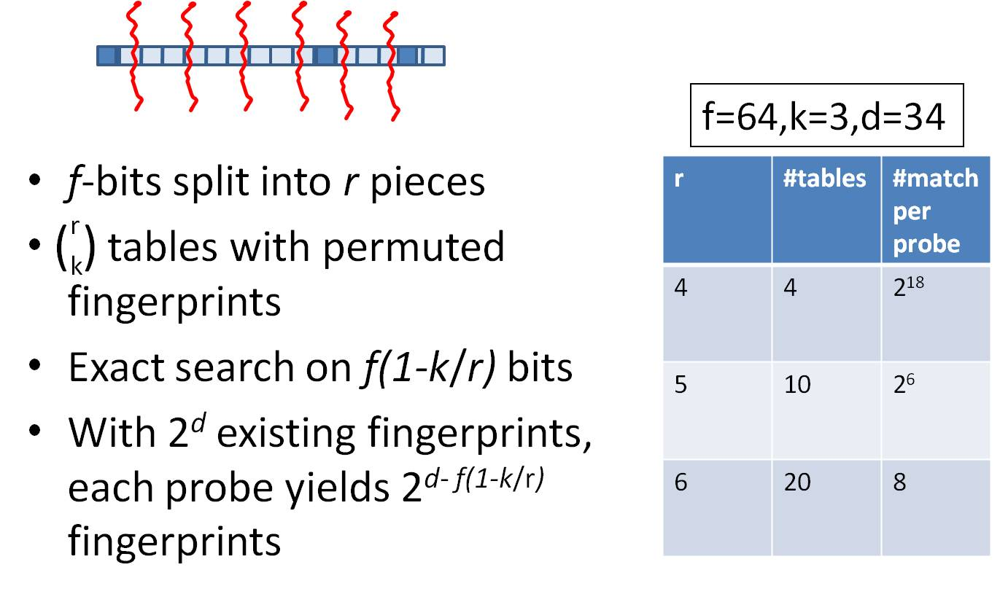 f=64,k=3,d=34
• f-bits split into r pieces
• (r k) tables with permuted
fingerprints
• Exact search on f(1-k/r) bits
• With 2^d existing fingerprints,
each probe yields 2^d- f(1-k/r)
fingerprints
r #tables #match
per
probe
4 4 2^18
5 10 2^6
6 20 8